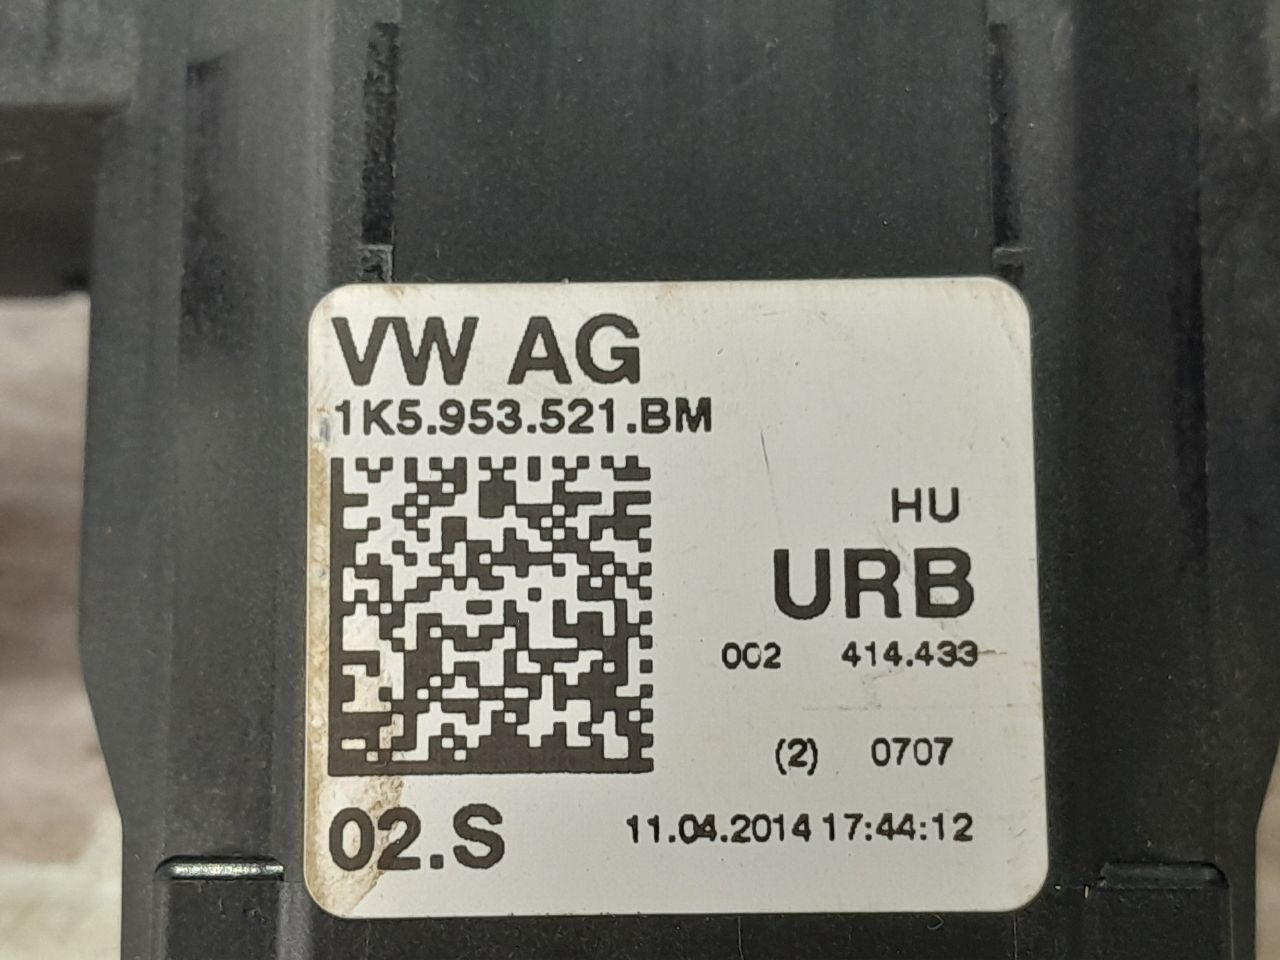 VW AG
1K5.953.521.BM
HU
URB
002 414.433
(2) 0707
02.S 11.04.2014 17:44:12